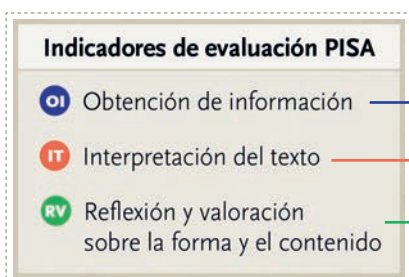 Indicadores de evaluación PISA
OI Obtención de información
IT Interpretación del texto
RV Reflexión y valoración
sobre la forma y el contenido